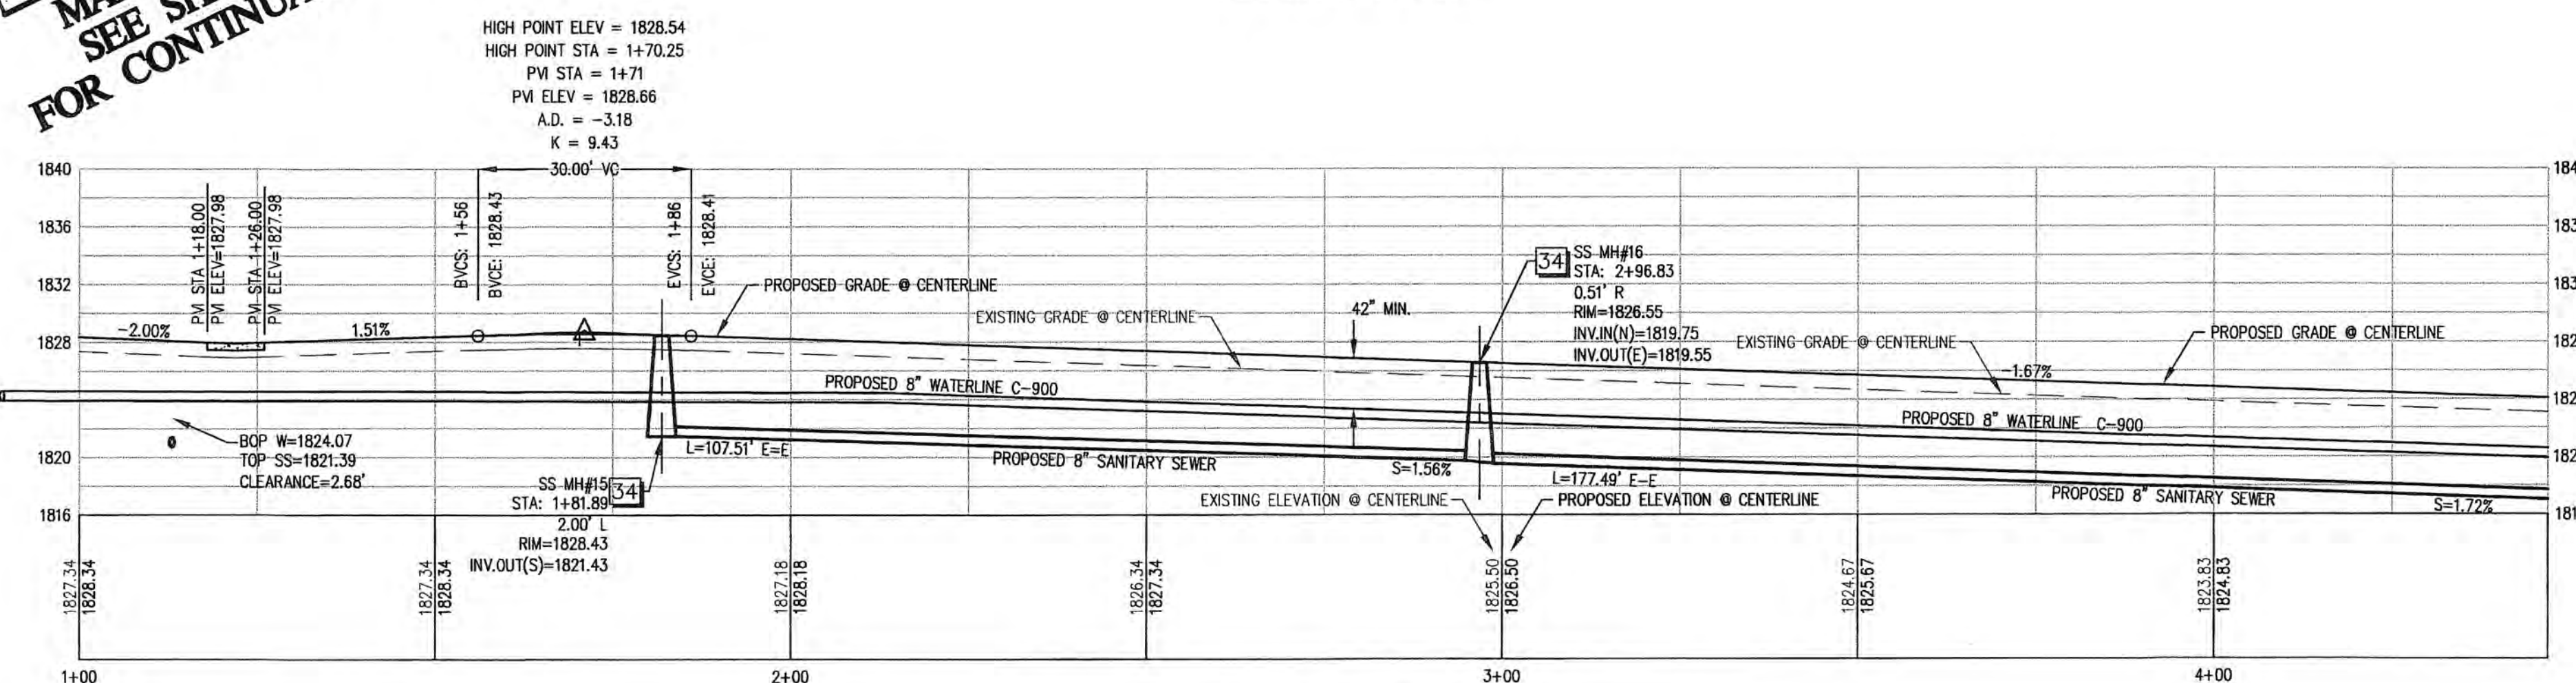 SEE
FOR
HIGH POINT ELEV = 1828.54
HIGH POINT STA = 1+70.25
PVI STA = 1+71
PVI ELEV = 1828.66
A.D. = -3.18
K = 9.43
30.00' VC
1840
1836
1832
1828
1820
1816
PVI STA 1+18.00
PVI ELEV=1827.98
PVI STA 1+26.00
PVI ELEV=1827.98
BVCS: 1+56
BVCE: 1828.43
EVCS: 1+86
EVCE: 1828.41
-2.00%
1.51%
PROPOSED GRADE @ CENTERLINE
EXISTING GRADE @ CENTERLINE
42" MIN.
34
SS MH#16
STA: 2+96.83
0.51' R
RIM=1826.55
INV.IN(N)=1819.75
INV.OUT(E)=1819.55
EXISTING GRADE @ CENTERLINE
-1.67%
PROPOSED GRADE @ CENTERLINE
PROPOSED 8" WATERLINE C-900
PROPOSED 8" WATERLINE C-900
BOP W=1824.07
TOP SS=1821.39
CLEARANCE=2.68'
L=107.51' E=E
PROPOSED 8" SANITARY SEWER
S=1.56%
L=177.49' E-E
PROPOSED 8" SANITARY SEWER
S=1.72%
SS MH#15
34
STA: 1+81.89
2.00' L
RIM=1828.43
INV.OUT(S)=1821.43
EXISTING ELEVATION @ CENTERLINE
PROPOSED ELEVATION @ CENTERLINE
1827.34
1828.34
1827.34
1828.34
1827.18
1828.18
1826.34
1827.34
1825.50
1826.50
1824.67
1825.67
1823.83
1824.83
1+00
2+00
3+00
4+00